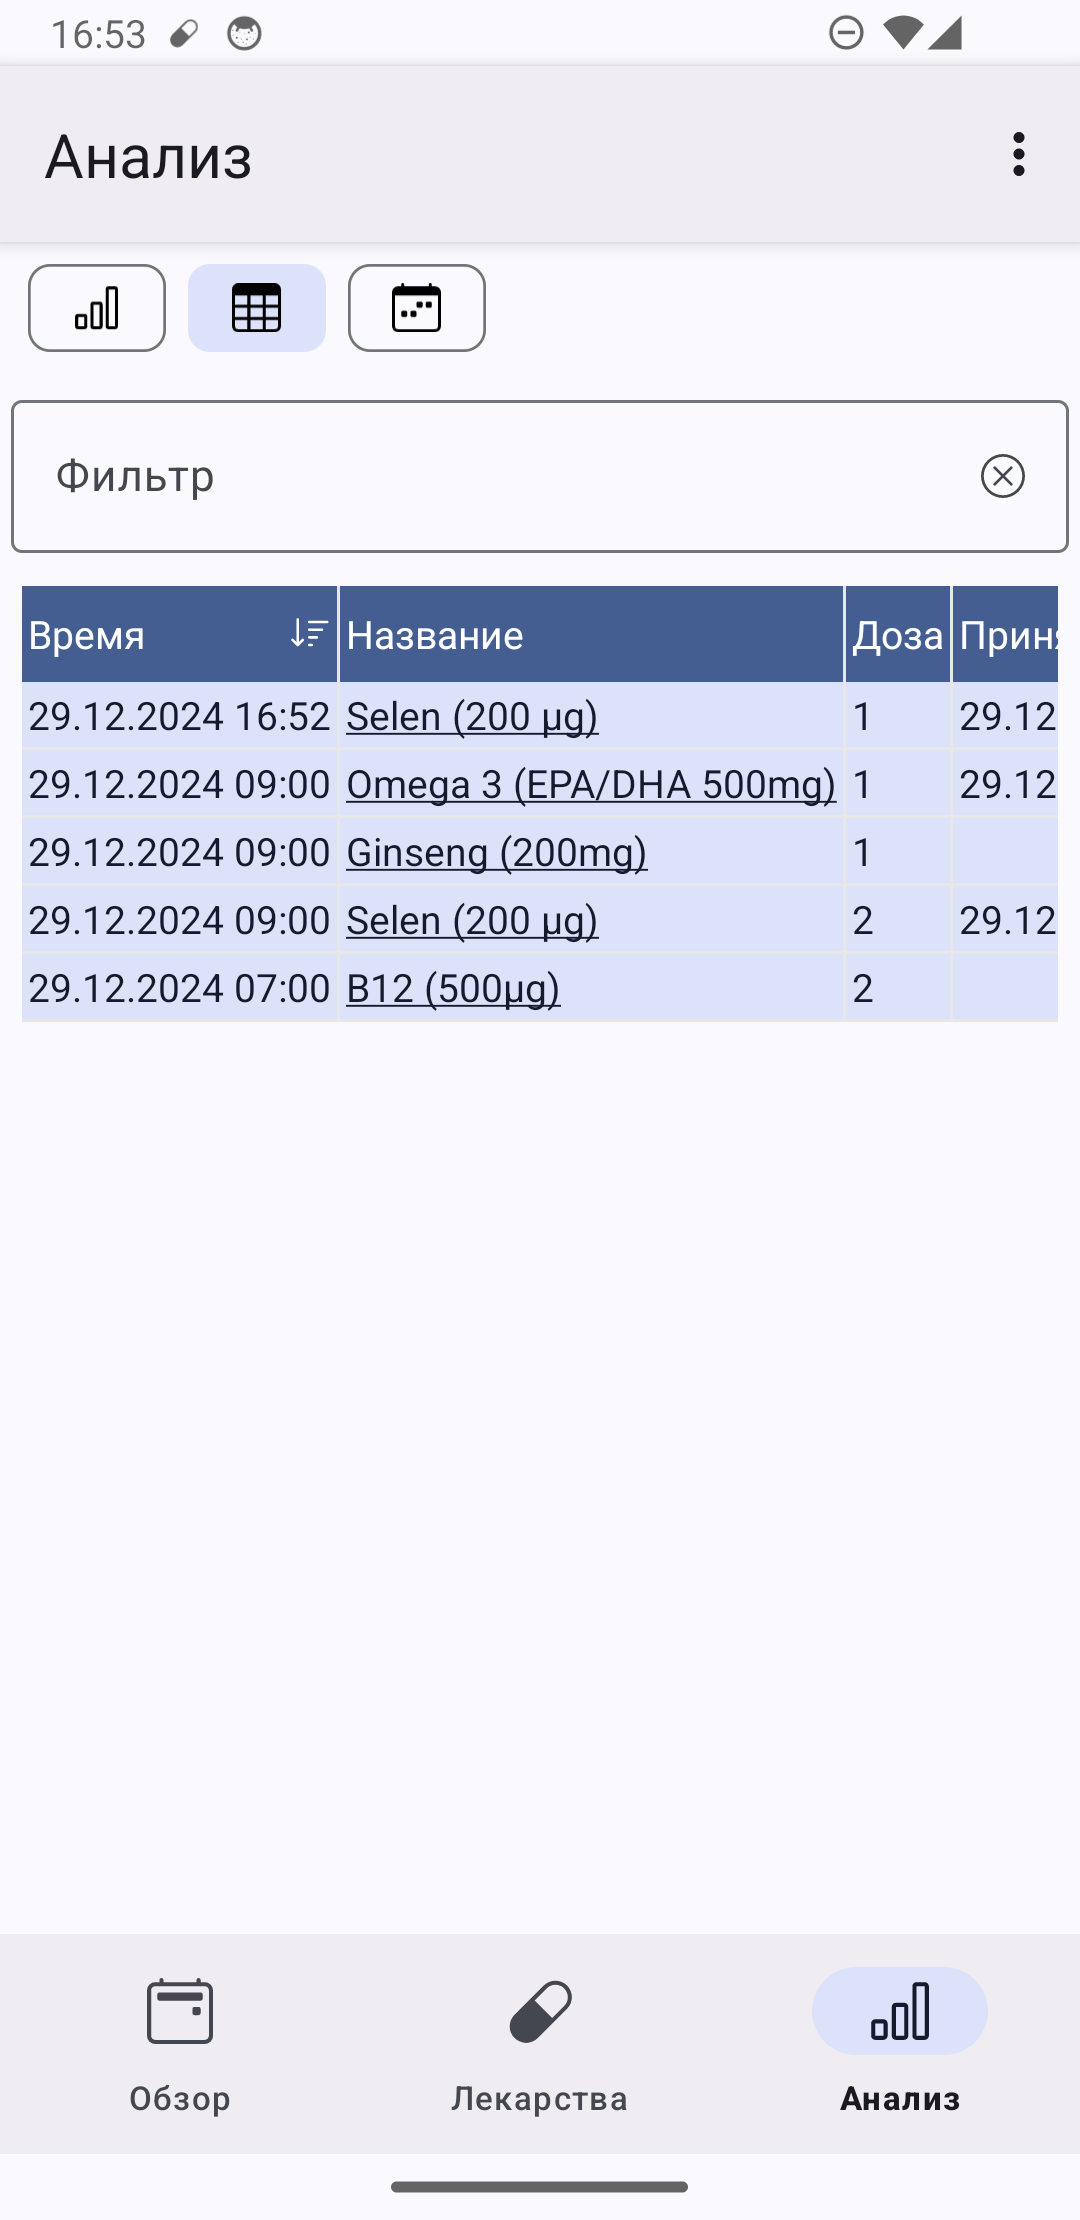 16:53
Анализ
Фильтр
Время Название Доза Приня
29.12.2024 16:52 Selen (200 µg) 1 29.12
29.12.2024 09:00 Omega 3 (EPA/DHA 500mg) 1 29.12
29.12.2024 09:00 Ginseng (200mg) 1
29.12.2024 09:00 Selen (200 µg) 2 29.12
29.12.2024 07:00 B12 (500µg) 2
Обзор Лекарства Анализ